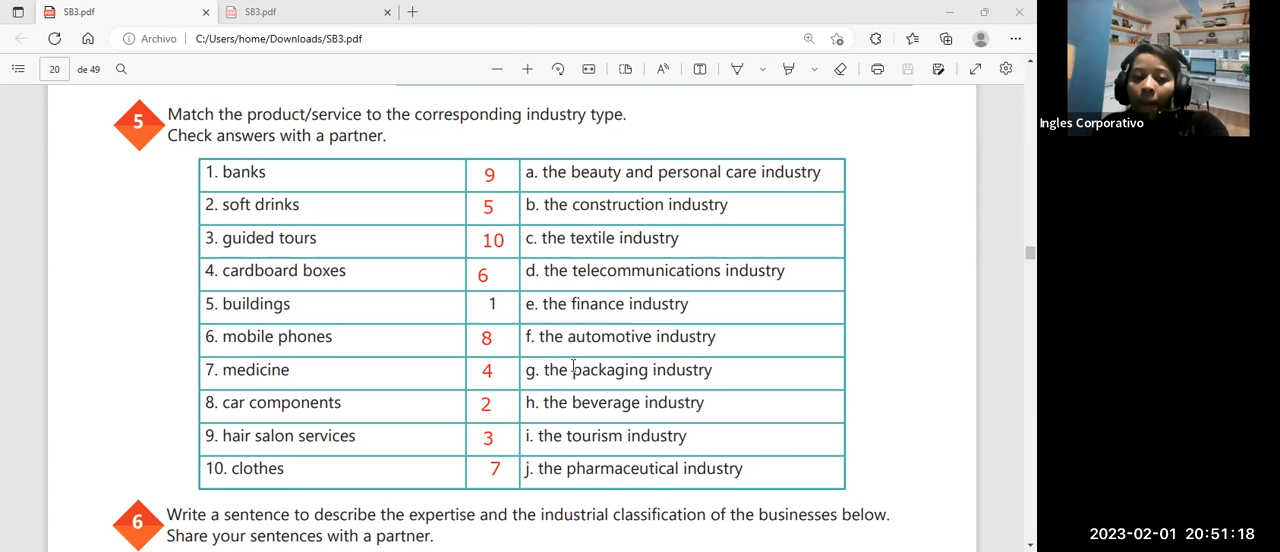 SB3.pdf
SB3.pdf
Archivo C:/Users/home/Downloads/SB3.pdf
20 de 49
5 Match the product/service to the corresponding industry type.
Check answers with a partner.
1. banks 9 a. the beauty and personal care industry
2. soft drinks 5 b. the construction industry
3. guided tours 10 c. the textile industry
4. cardboard boxes 6 d. the telecommunications industry
5. buildings 1 e. the finance industry
6. mobile phones 8 f. the automotive industry
7. medicine 4 g. the packaging industry
8. car components 2 h. the beverage industry
9. hair salon services 3 i. the tourism industry
10. clothes 7 j. the pharmaceutical industry
6 Write a sentence to describe the expertise and the industrial classification of the businesses below.
Share your sentences with a partner.
Ingles Corporativo
2023-02-01 20:51:18